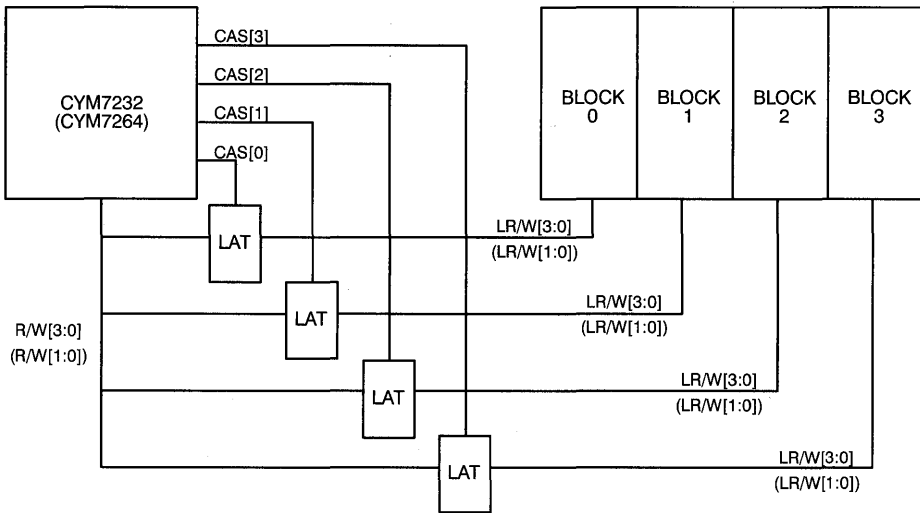 CYM7232
(CYM7264)
CAS[3]
CAS[2]
CAS[1]
CAS[0]
BLOCK
0
BLOCK
1
BLOCK
2
BLOCK
3
LAT
LR/W[3:0]
(LR/W[1:0])
LAT
LR/W[3:0]
(LR/W[1:0])
R/W[3:0]
(R/W[1:0])
LAT
LR/W[3:0]
(LR/W[1:0])
LAT
LR/W[3:0]
(LR/W[1:0])